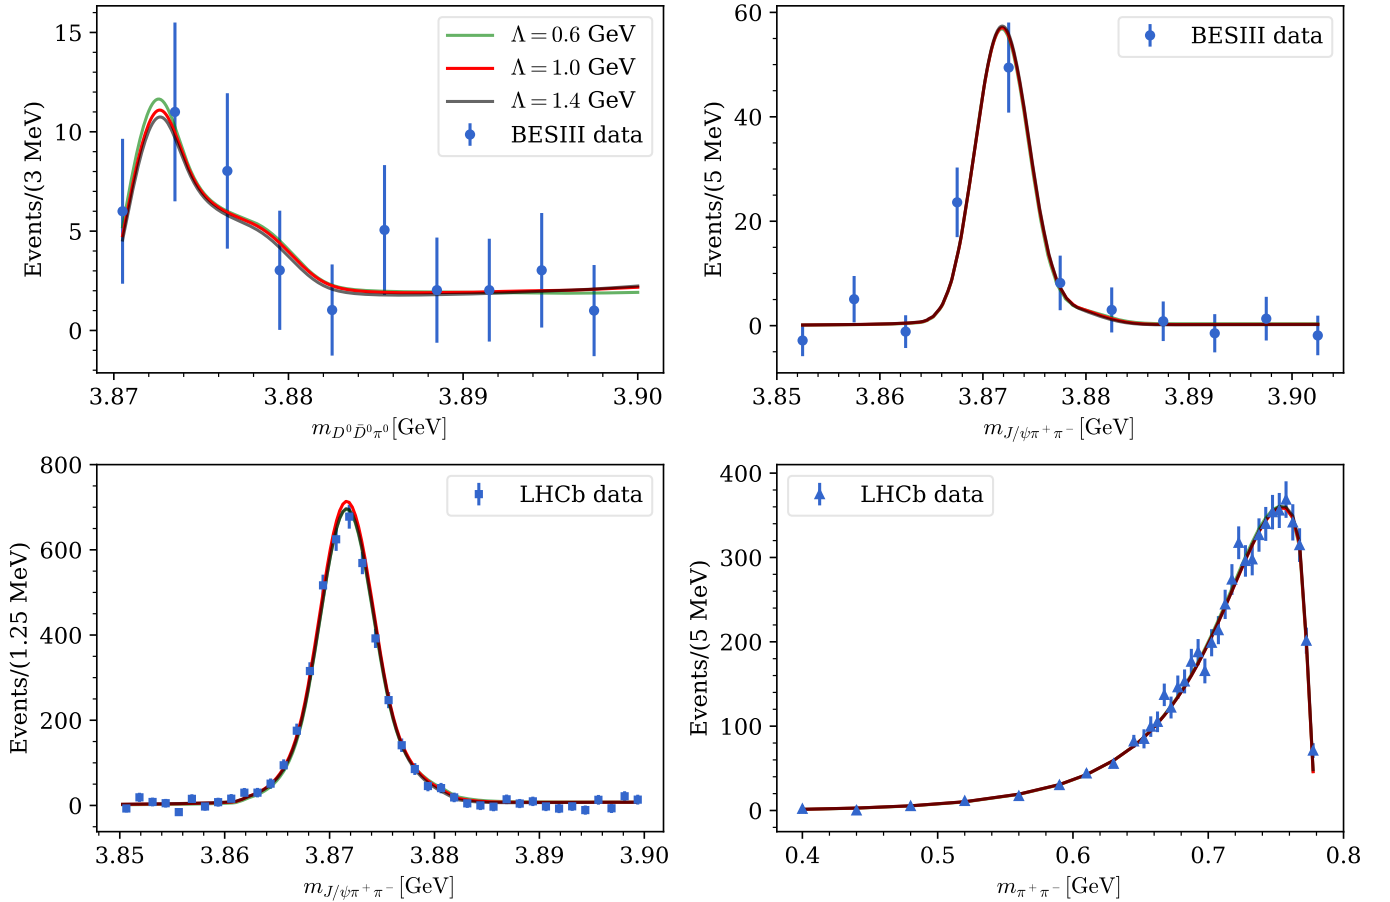 Events/(3 MeV)
15
10
5
0
Λ = 0.6 GeV
Λ = 1.0 GeV
Λ = 1.4 GeV
BESIII data
3.87 3.88 3.89 3.90
m_{D^0 D̄^0 π^0} [GeV]
Events/(5 MeV)
60
40
20
0
BESIII data
3.85 3.86 3.87 3.88 3.89 3.90
m_{J/ψπ^+π^-} [GeV]
Events/(1.25 MeV)
800
600
400
200
0
LHCb data
3.85 3.86 3.87 3.88 3.89 3.90
m_{J/ψπ^+π^-} [GeV]
Events/(5 MeV)
400
300
200
100
0
LHCb data
0.4 0.5 0.6 0.7 0.8
m_{π^+π^-} [GeV]